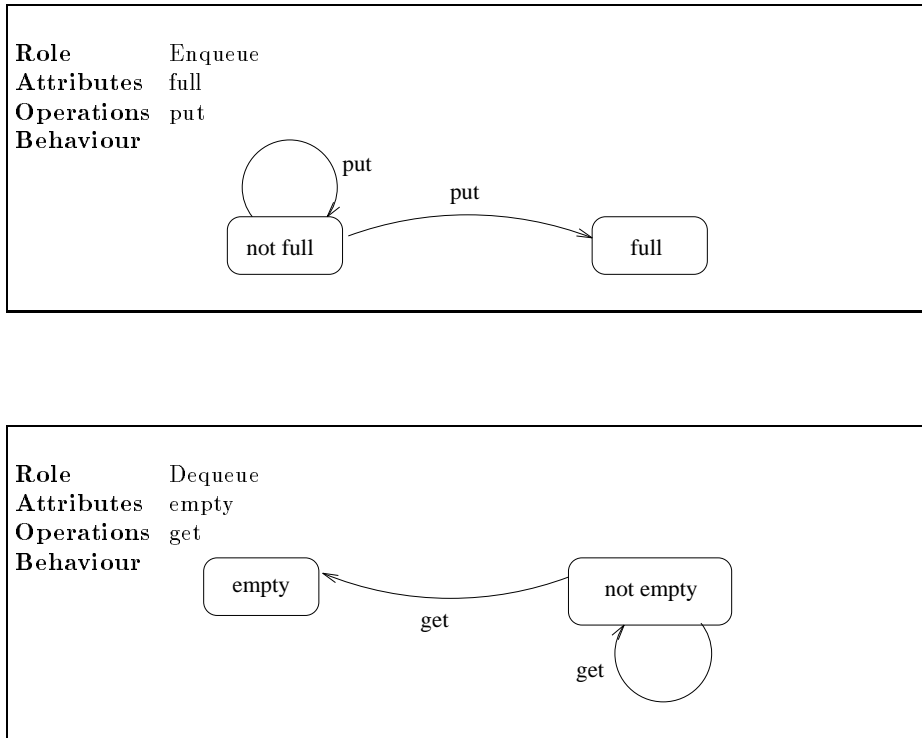 Role Enqueue
Attributes full
Operations put
Behaviour
put
put
not full
full
Role Dequeue
Attributes empty
Operations get
Behaviour
empty
not empty
get
get